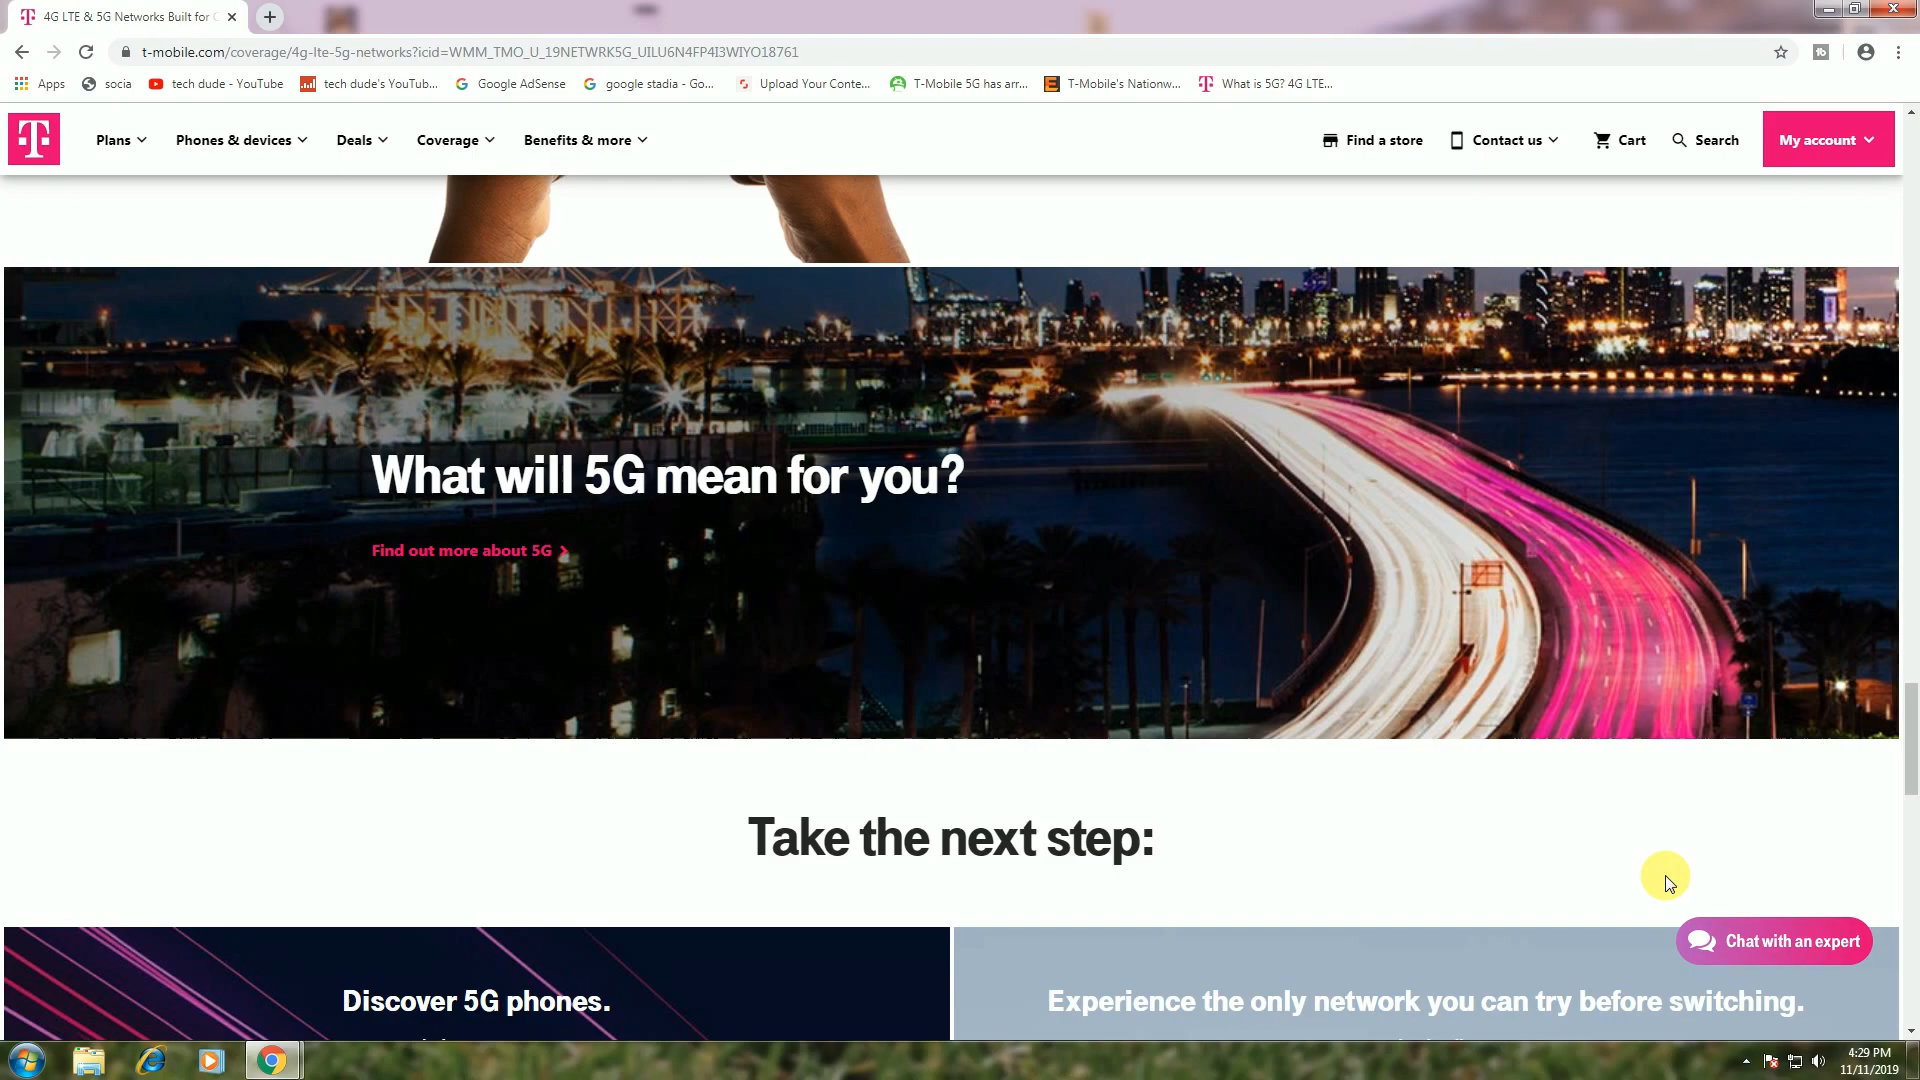 4G LTE & 5G Networks Built for
t-mobile.com/coverage/4g-lte-5g-networks?icid=WMM_TMO_U_19NETWRK5G_UILU6N4FP4I3WIYO18761
Apps socia tech dude - YouTube tech dude's YouTub... Google AdSense google stadia - Go... Upload Your Conte... T-Mobile 5G has arr... T-Mobile's Nationw... What is 5G? 4G LTE...
T Plans Phones & devices Deals Coverage Benefits & more Find a store Contact us Cart Search My account
What will 5G mean for you?
Find out more about 5G
Take the next step:
Chat with an expert
Discover 5G phones.
Experience the only network you can try before switching.
4:29 PM
11/11/2019